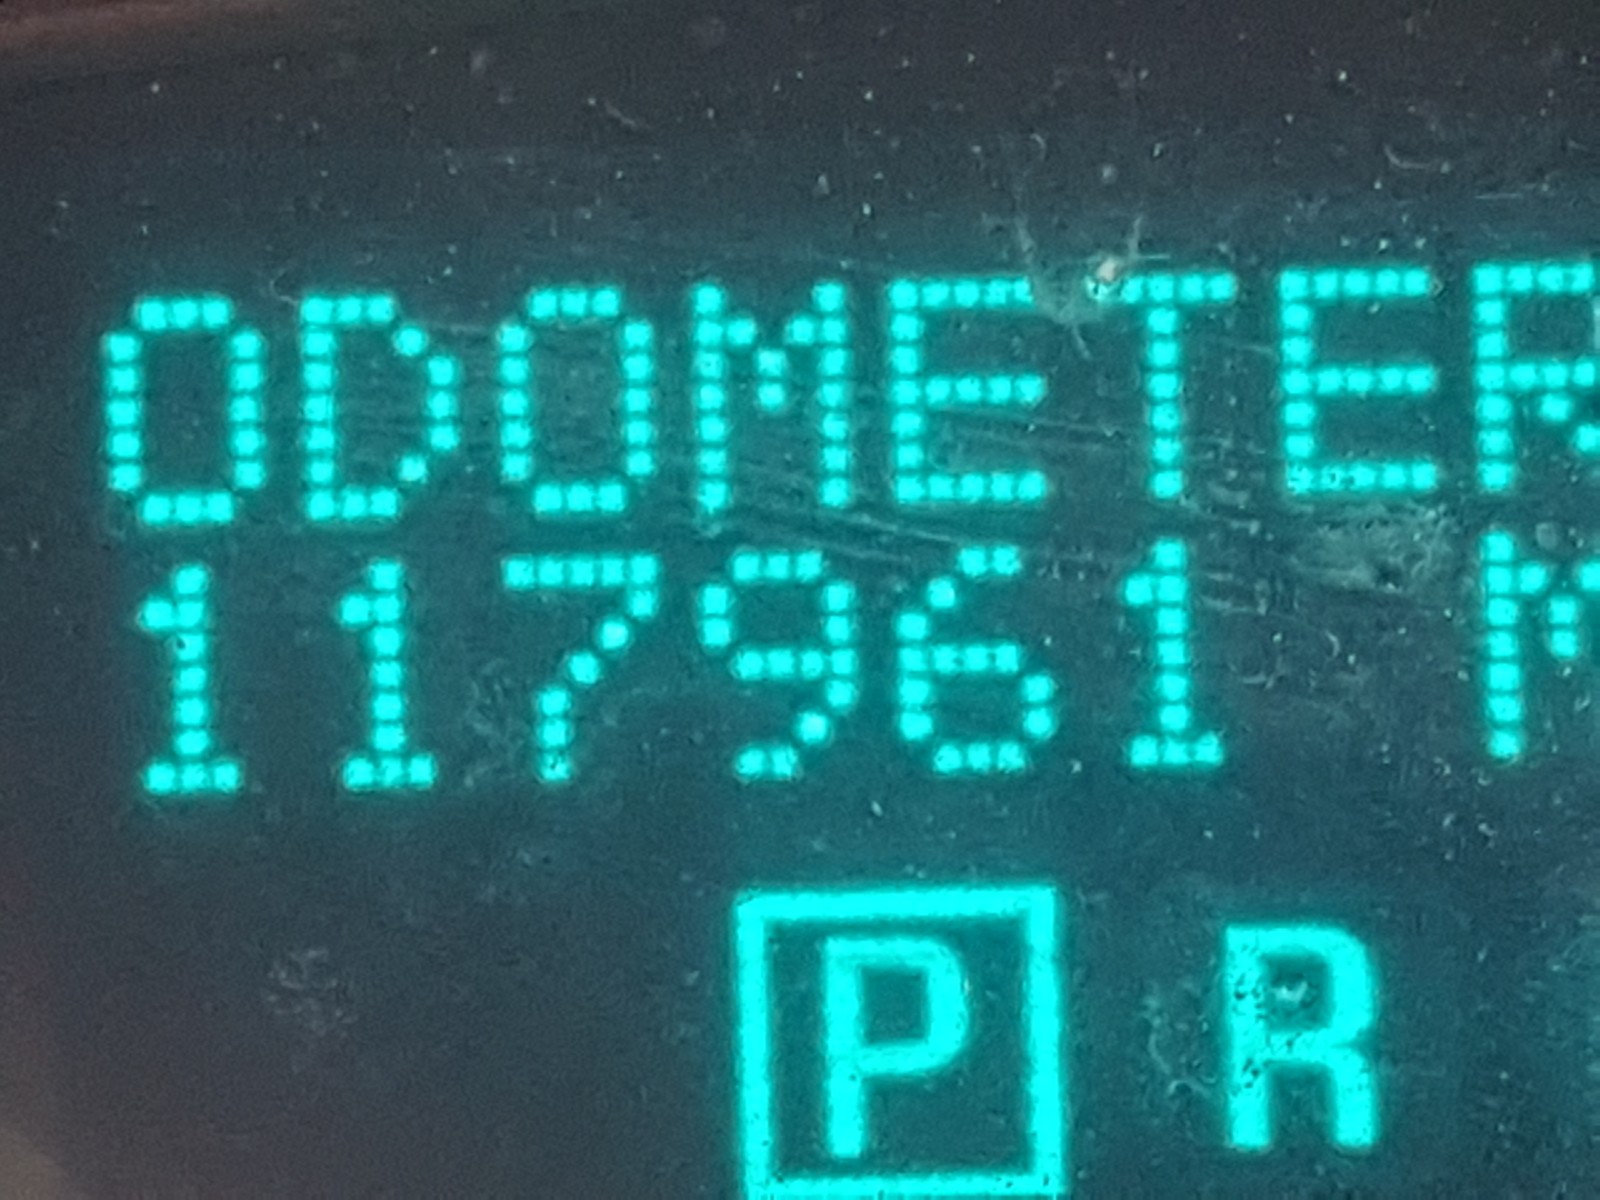 ODOMETER
117961 M
P R